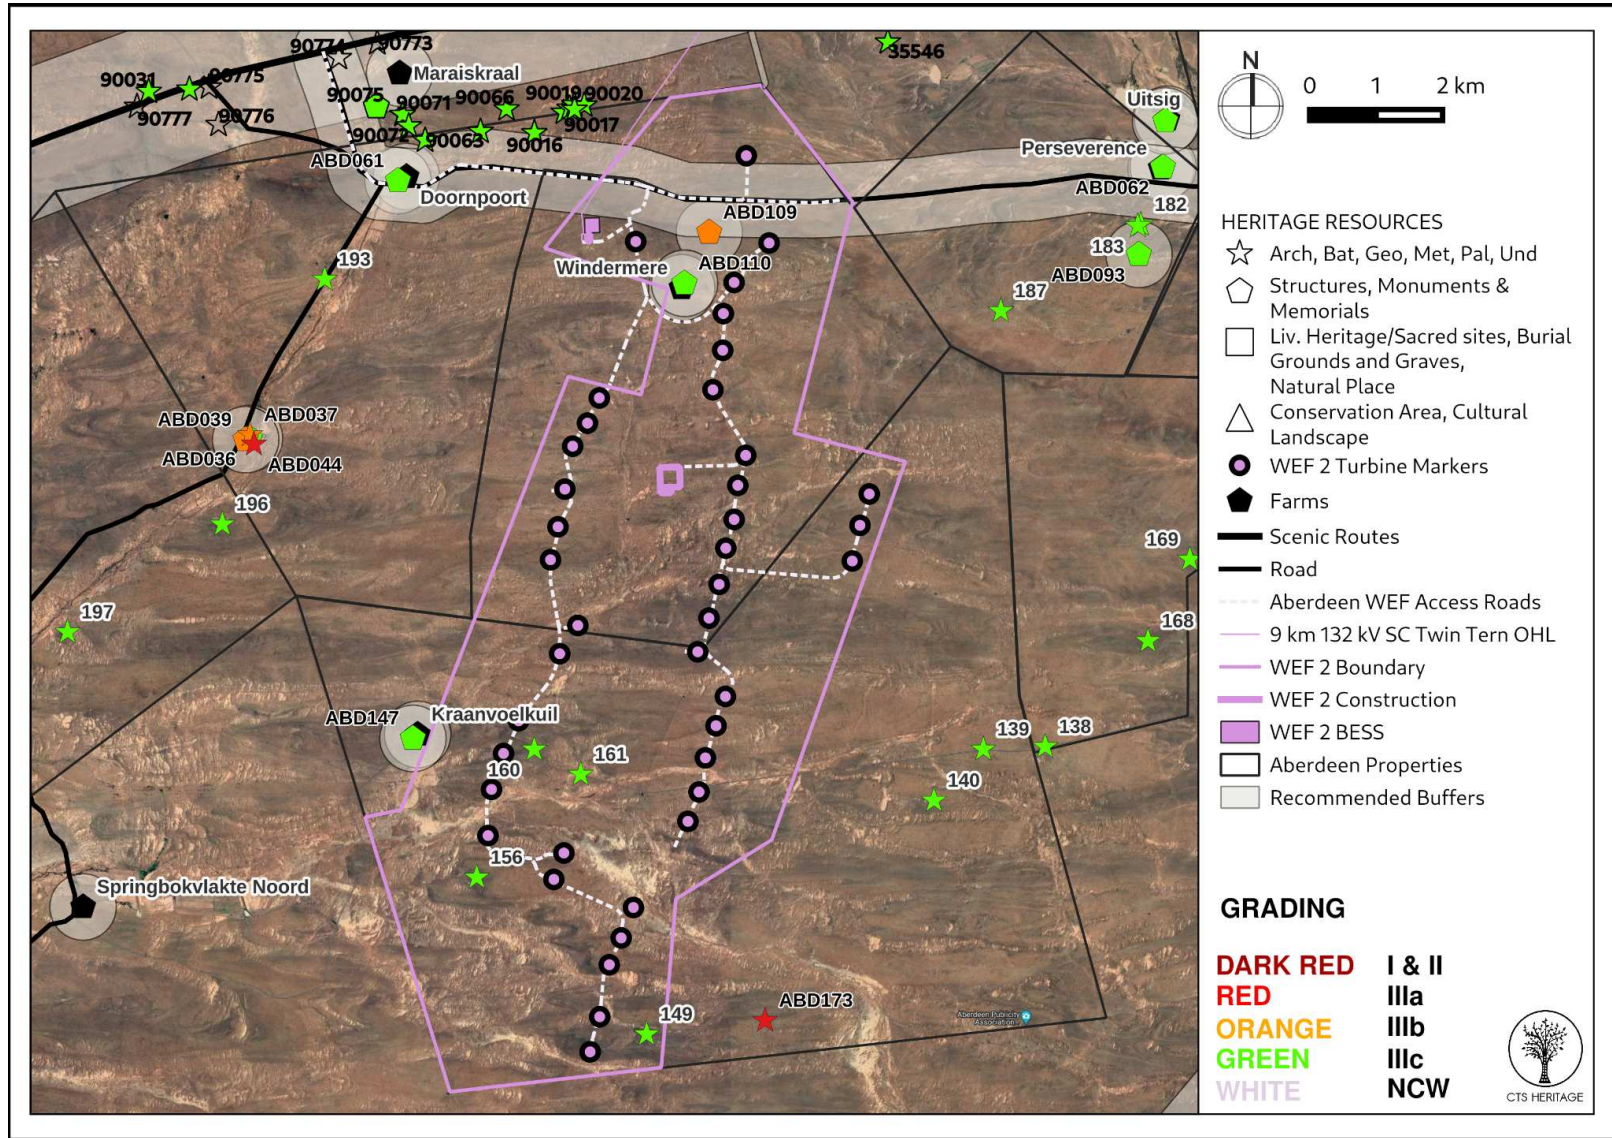 90774
90773
Maraiskraal
35546
90031
90775
90075
90071
90066
90019
90020
90777
90776
90072
90063
90016
90017
Uitsig
ABD061
Doornpoort
Perseverence
ABD062
182
ABD109
183
ABD093
193
Windermere
ABD110
187
ABD039
ABD037
ABD036
ABD044
196
169
197
168
ABD147
Kraanvoelkuil
139
138
160
161
140
156
Springbokvlakte Noord
149
ABD173
Aberdeen Publicity
Association
N
0 1 2 km
HERITAGE RESOURCES
Arch, Bat, Geo, Met, Pal, Und
Structures, Monuments &
Memorials
Liv. Heritage/Sacred sites, Burial
Grounds and Graves,
Natural Place
Conservation Area, Cultural
Landscape
WEF 2 Turbine Markers
Farms
Scenic Routes
Road
Aberdeen WEF Access Roads
9 km 132 kV SC Twin Tern OHL
WEF 2 Boundary
WEF 2 Construction
WEF 2 BESS
Aberdeen Properties
Recommended Buffers
GRADING
DARK RED I & II
RED IIIa
ORANGE IIIb
GREEN IIIc
WHITE NCW
CTS HERITAGE